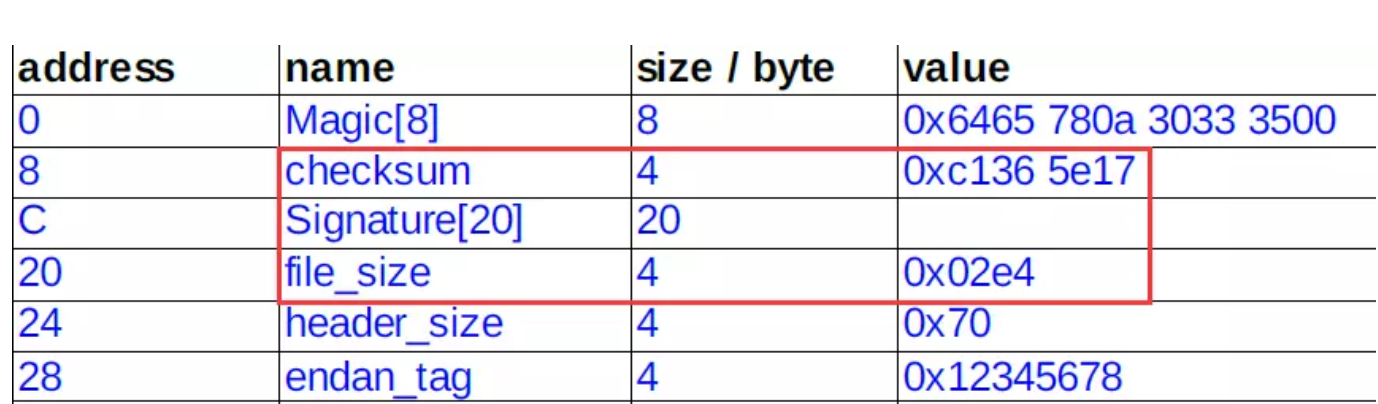 address name size / byte value
0 Magic[8] 8 0x6465 780a 3033 3500
8 checksum 4 0xc136 5e17
C Signature[20] 20
20 file_size 4 0x02e4
24 header_size 4 0x70
28 endan_tag 4 0x12345678